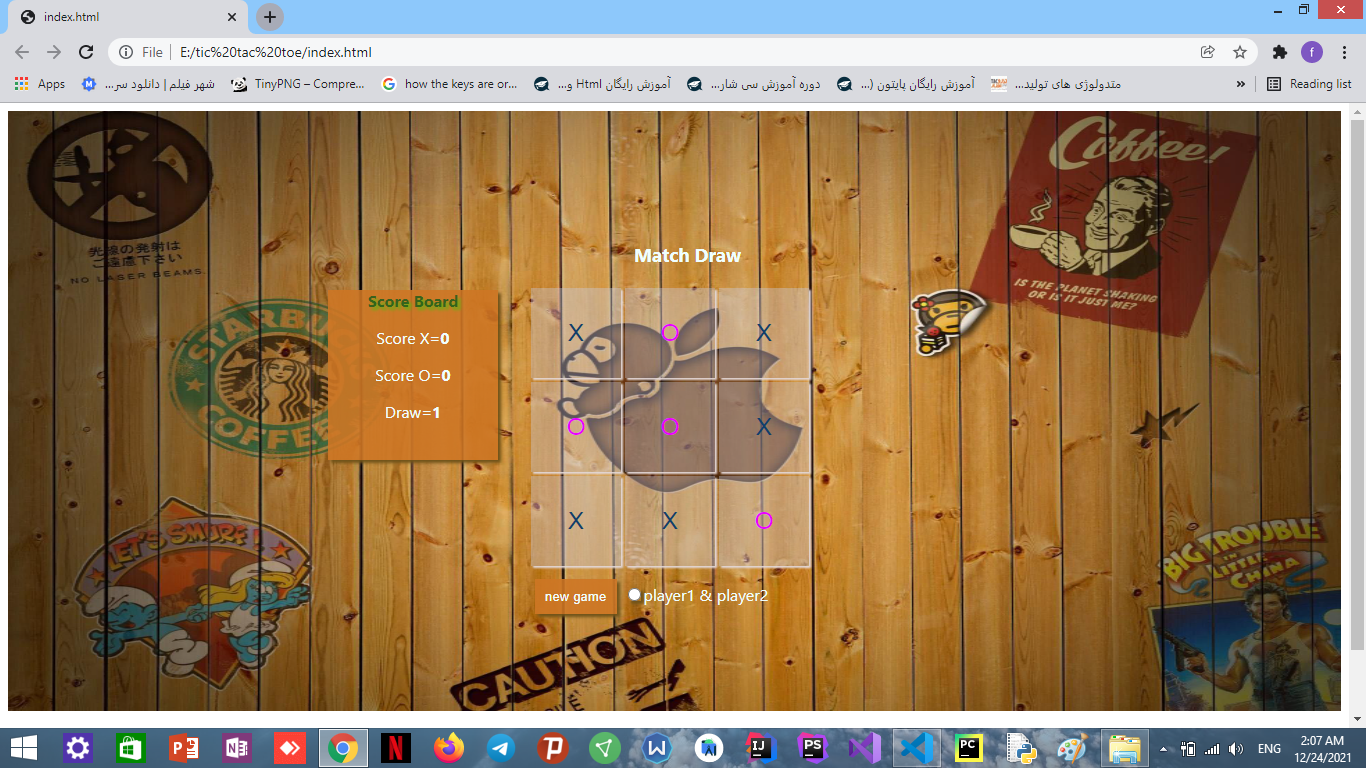 index.html
File
E:/tic%20tac%20toe/index.html
f
Apps
شهر فیلم | دانلود سر...
TinyPNG – Compre...
how the keys are or...
آموزش رایگان Html و...
دوره آموزش سی شار...
آموزش رایگان پایتون (...
متدولوژی های تولید...
»
Reading list
光線の発射は
ご遠慮下さい
NO LASER BEAMS.
Coffee!
IS THE PLANET SHAKING
OR IS IT JUST ME?
Match Draw
Score Board
Score X=0
Score O=0
Draw=1
X O X
O O X
X X O
new game
player1 & player2
STARBU
COFFEE
LET'S SMURF!
CAUTION
BIG TROUBLE
IN
LITTLE
CHINA
N
P
W
IJ
PS
PC
ENG
2:07 AM
12/24/2021